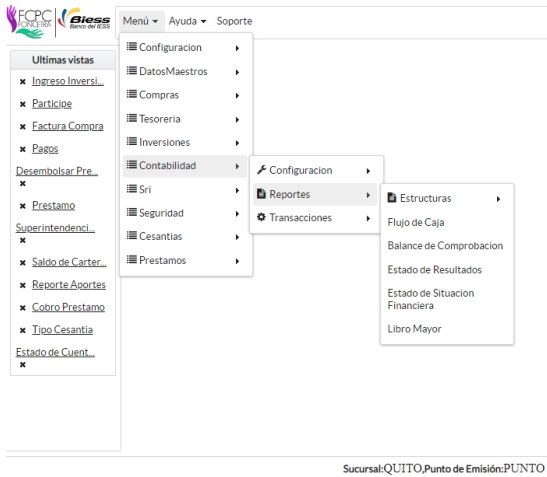 FCPC
FONCEIRA
Biess
Banco del IESS
Menú
Ayuda
Soporte
Ultimas vistas
Ingreso Inversi...
Participe
Factura Compra
Pagos
Desembolsar Pre...
Prestamo
Superintendenci...
Saldo de Carter...
Reporte Aportes
Cobro Prestamo
Tipo Cesantia
Estado de Cuent...
Configuracion
DatosMaestros
Compras
Tesoreria
Inversiones
Contabilidad
Sri
Seguridad
Cesantias
Prestamos
Configuracion
Reportes
Transacciones
Estructuras
Flujo de Caja
Balance de Comprobacion
Estado de Resultados
Estado de Situacion
Financiera
Libro Mayor
Sucursal:QUITO,Punto de Emisión:PUNTO